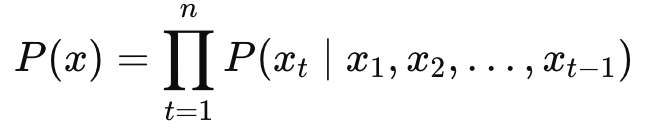 P(x) = ∏_{t=1}^{n} P(x_t | x_1, x_2, ..., x_{t-1})